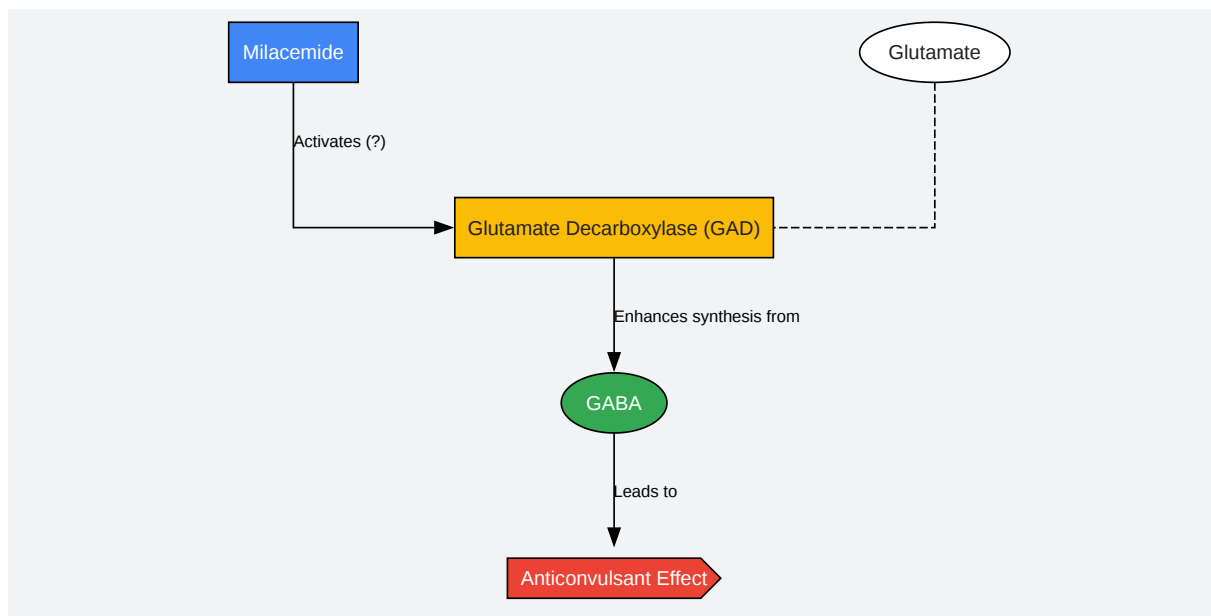 Milacemide
Glutamate
Activates (?)
Glutamate Decarboxylase (GAD)
Enhances synthesis from
GABA
Leads to
Anticonvulsant Effect